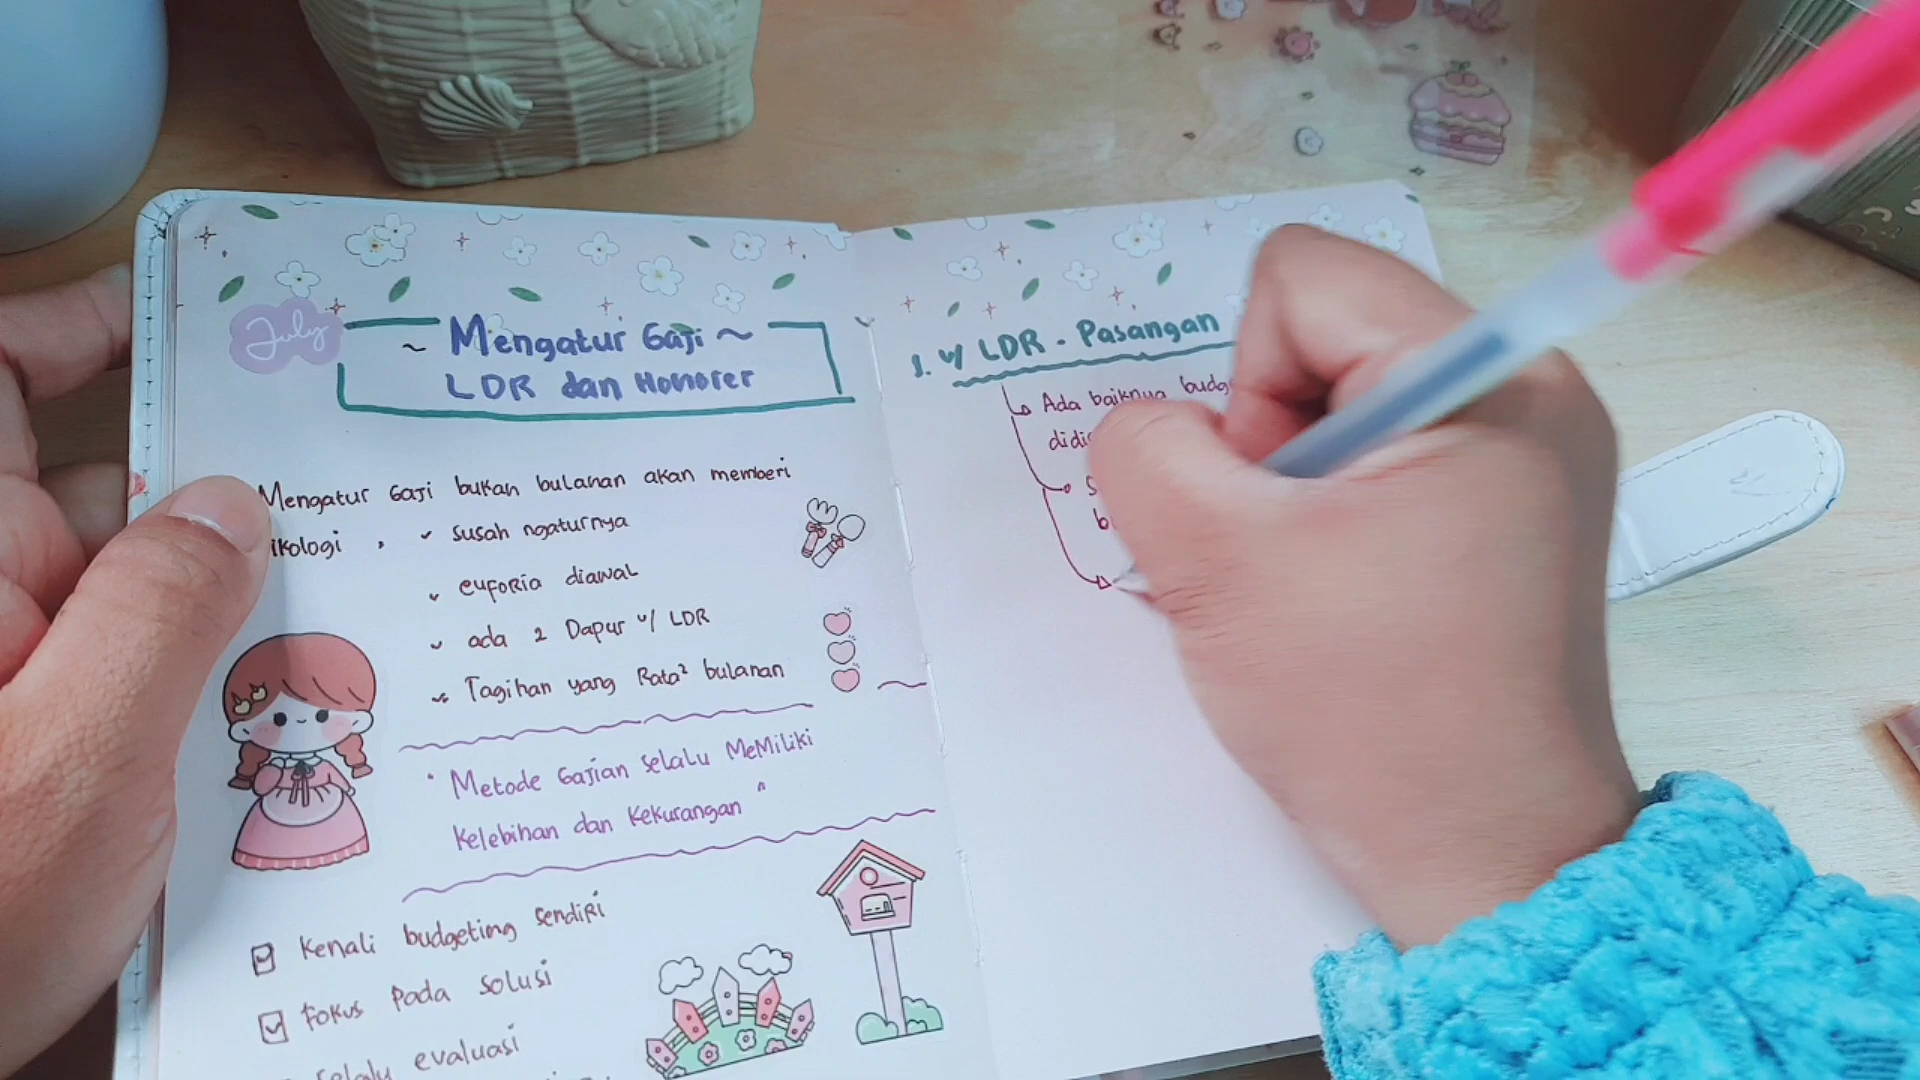 July
~ Mengatur Gaji ~
LDR dan Honorer
Mengatur Gaji bukan bulanan akan memberi
ikologi , ✓ susah ngaturnya
✓ euforia diawal
✓ ada 2 Dapur u/ LDR
✓ Tagihan yang Rata² bulanan
" Metode Gajian selalu Memiliki
kelebihan dan kekurangan "
☑ kenali budgeting sendiri
☑ fokus pada solusi
selalu evaluasi
1. u/ LDR - Pasangan
Ada baiknya